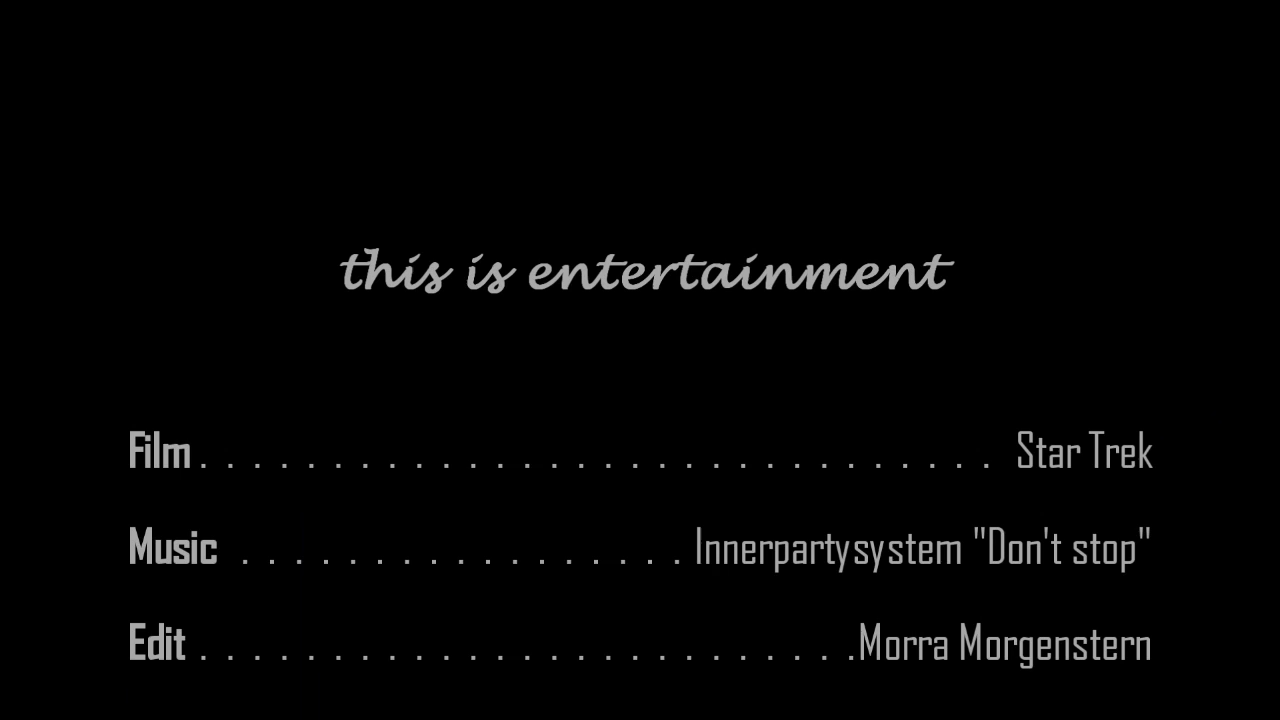 this is entertainment
Film . . . . . . . . . . . . . . . . . . . . . . . . . . . . . . Star Trek
Music . . . . . . . . . . . . . . . . . Innerpartysystem "Don't stop"
Edit . . . . . . . . . . . . . . . . . . . . . . . . . Morra Morgenstern